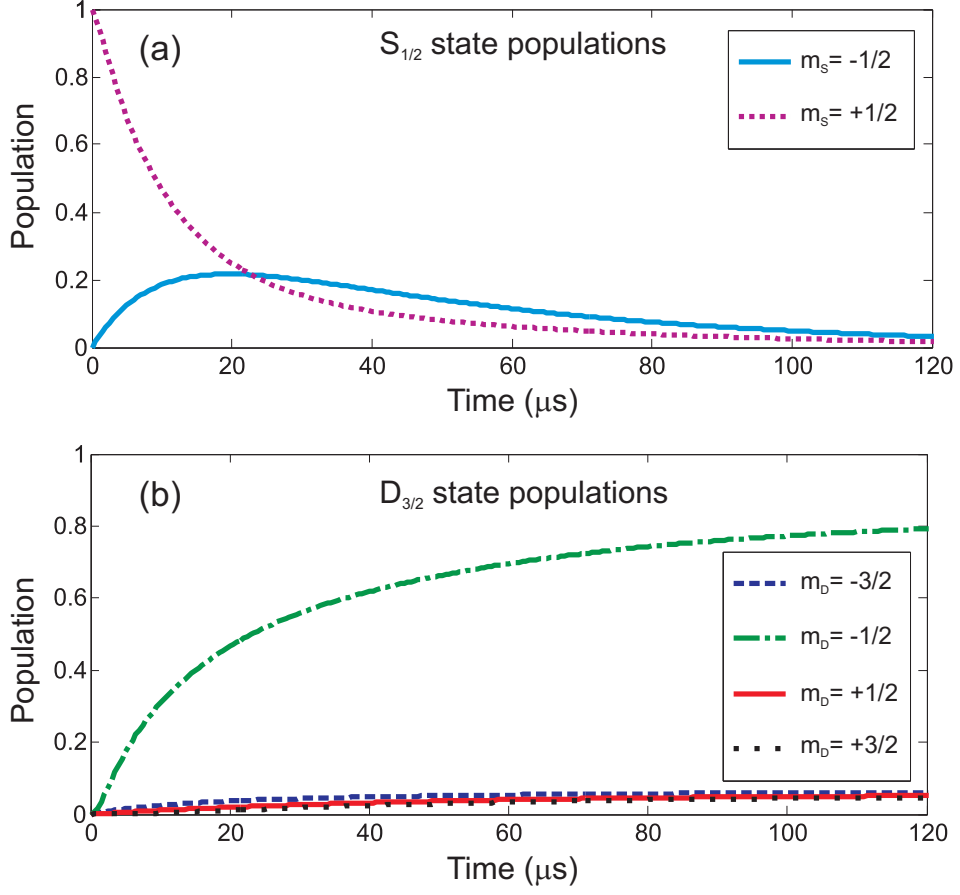 (a)
S1/2 state populations
mS= -1/2
mS= +1/2
Population
1
0.8
0.6
0.4
0.2
0
0 20 40 60 80 100 120
Time (μs)
(b)
D3/2 state populations
mD= -3/2
mD= -1/2
mD= +1/2
mD= +3/2
Population
1
0.8
0.6
0.4
0.2
0
0 20 40 60 80 100 120
Time (μs)